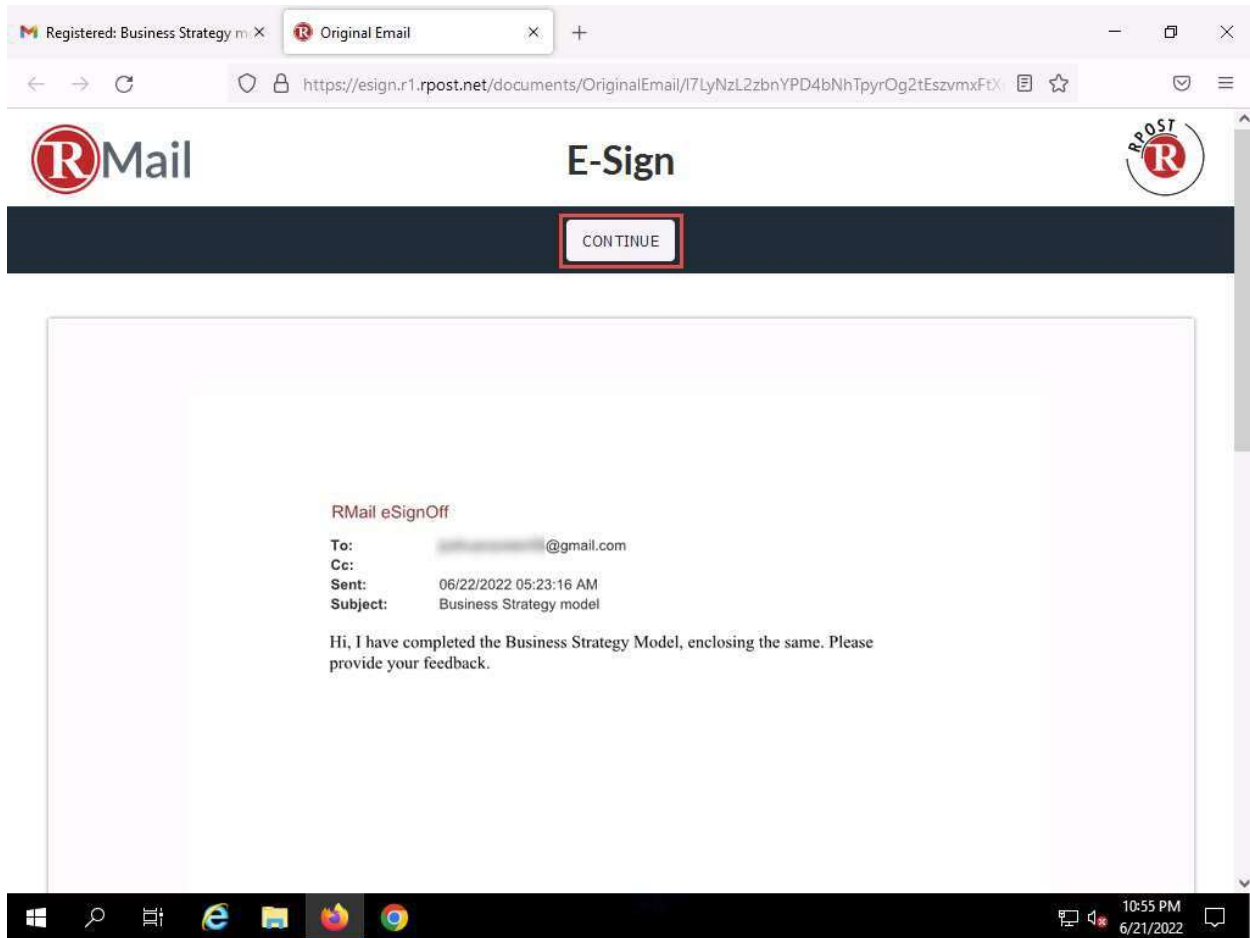 Registered: Business Strategy m
Original Email
https://esign.r1.rpost.net/documents/OriginalEmail/I7LyNzL2zbnYPD4bNhTpyrOg2tEszvmxFtX
RMail
E-Sign
RPOST
R
CONTINUE
RMail eSignOff
To: @gmail.com
Cc:
Sent: 06/22/2022 05:23:16 AM
Subject: Business Strategy model
Hi, I have completed the Business Strategy Model, enclosing the same. Please
provide your feedback.
10:55 PM
6/21/2022